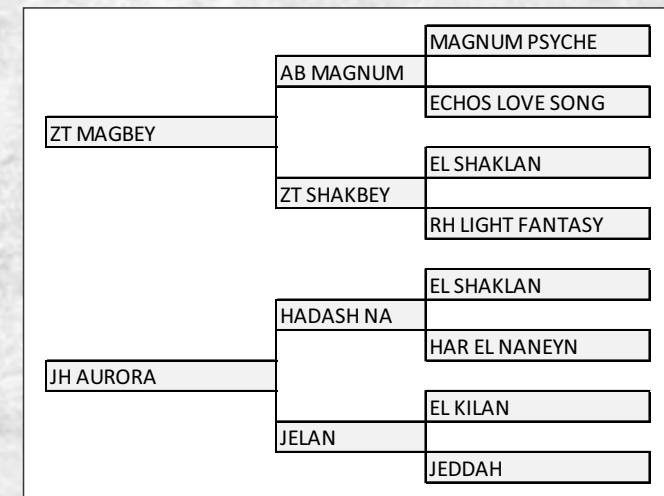 MAGNUM PSYCHE
AB MAGNUM
ECHOS LOVE SONG
ZT MAGBEY
EL SHAKLAN
ZT SHAKBEY
RH LIGHT FANTASY
EL SHAKLAN
HADASH NA
HAR EL NANEYN
JH AURORA
EL KILAN
JELAN
JEDDAH